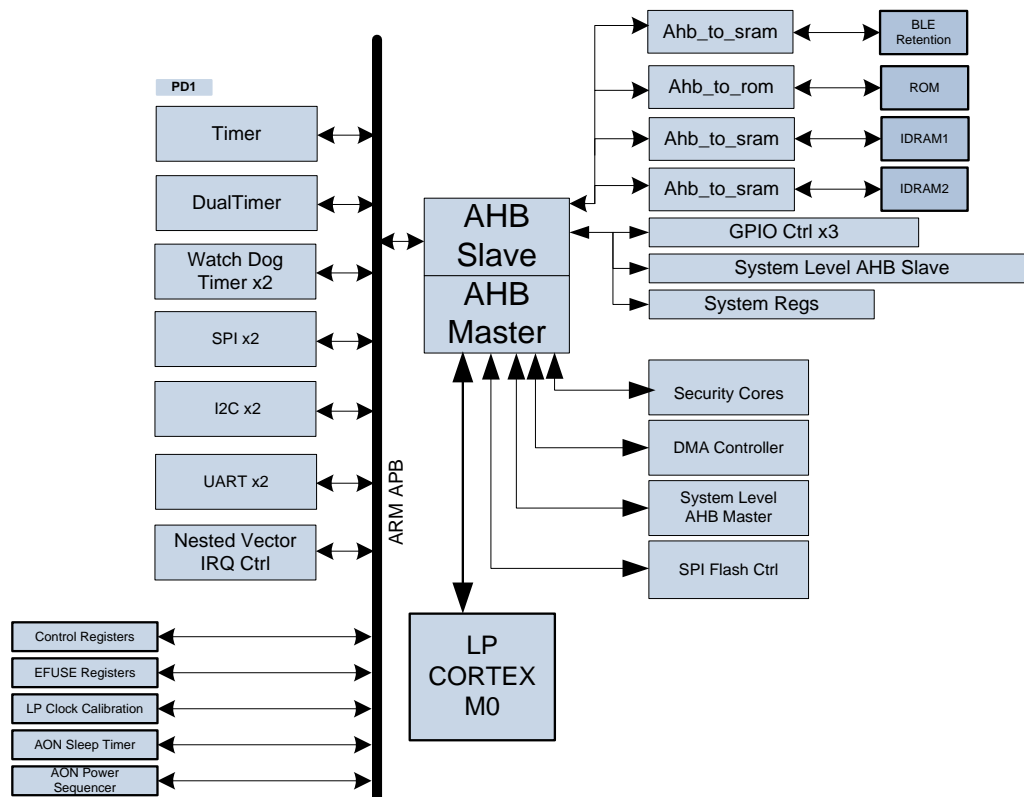 PD1
Timer
DualTimer
Watch Dog
Timer x2
SPI x2
I2C x2
UART x2
Nested Vector
IRQ Ctrl
Control Registers
EFUSE Registers
LP Clock Calibration
AON Sleep Timer
AON Power
Sequencer
ARM APB
AHB
Slave
AHB
Master
LP
CORTEX
M0
Ahb_to_sram
BLE
Retention
Ahb_to_rom
ROM
Ahb_to_sram
IDRAM1
Ahb_to_sram
IDRAM2
GPIO Ctrl x3
System Level AHB Slave
System Regs
Security Cores
DMA Controller
System Level
AHB Master
SPI Flash Ctrl